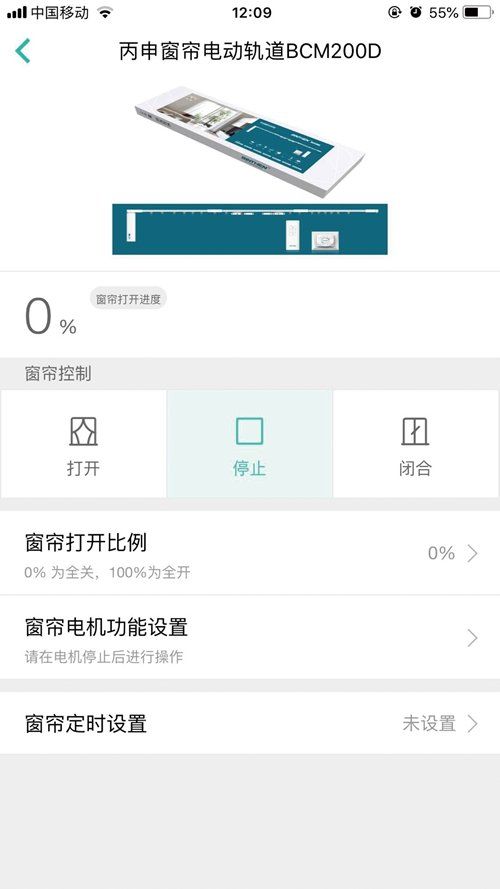 中国移动
12:09
55%
丙申窗帘电动轨道BCM200D
0 %
窗帘打开进度
窗帘控制
打开
停止
闭合
窗帘打开比例
0%
0% 为全关，100%为全开
窗帘电机功能设置
请在电机停止后进行操作
窗帘定时设置
未设置